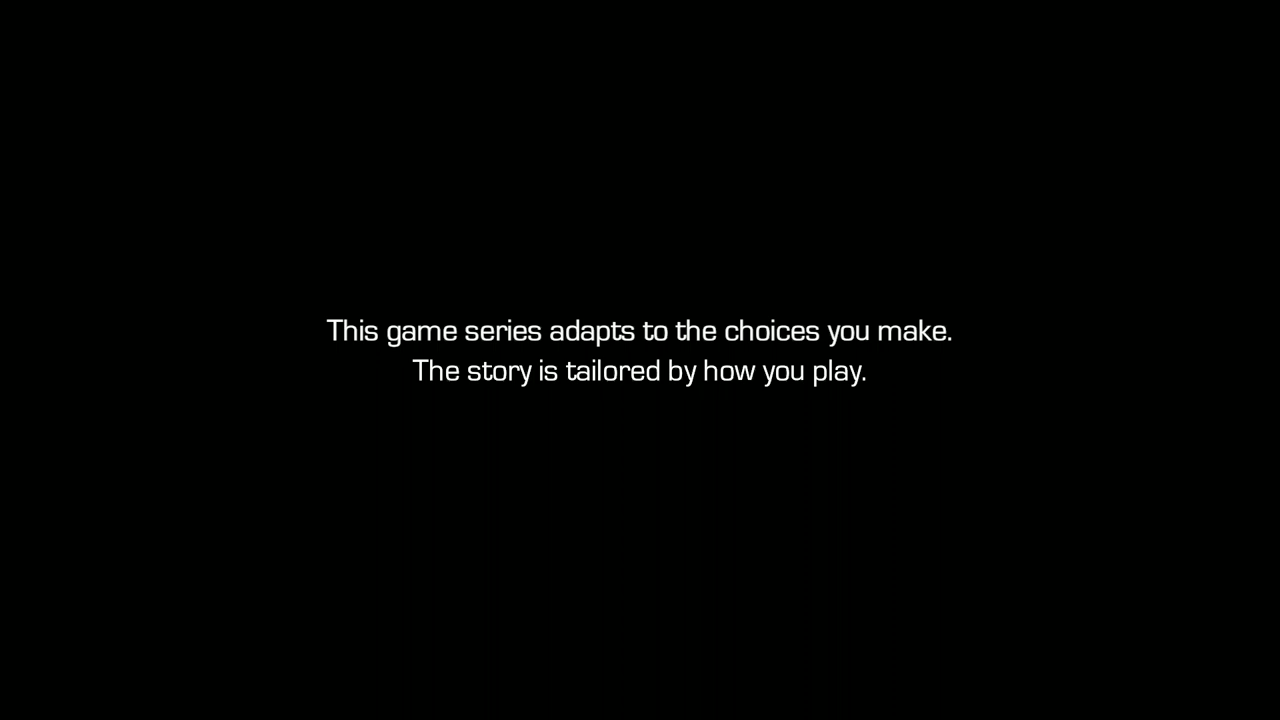 This game series adapts to the choices you make.
The story is tailored by how you play.